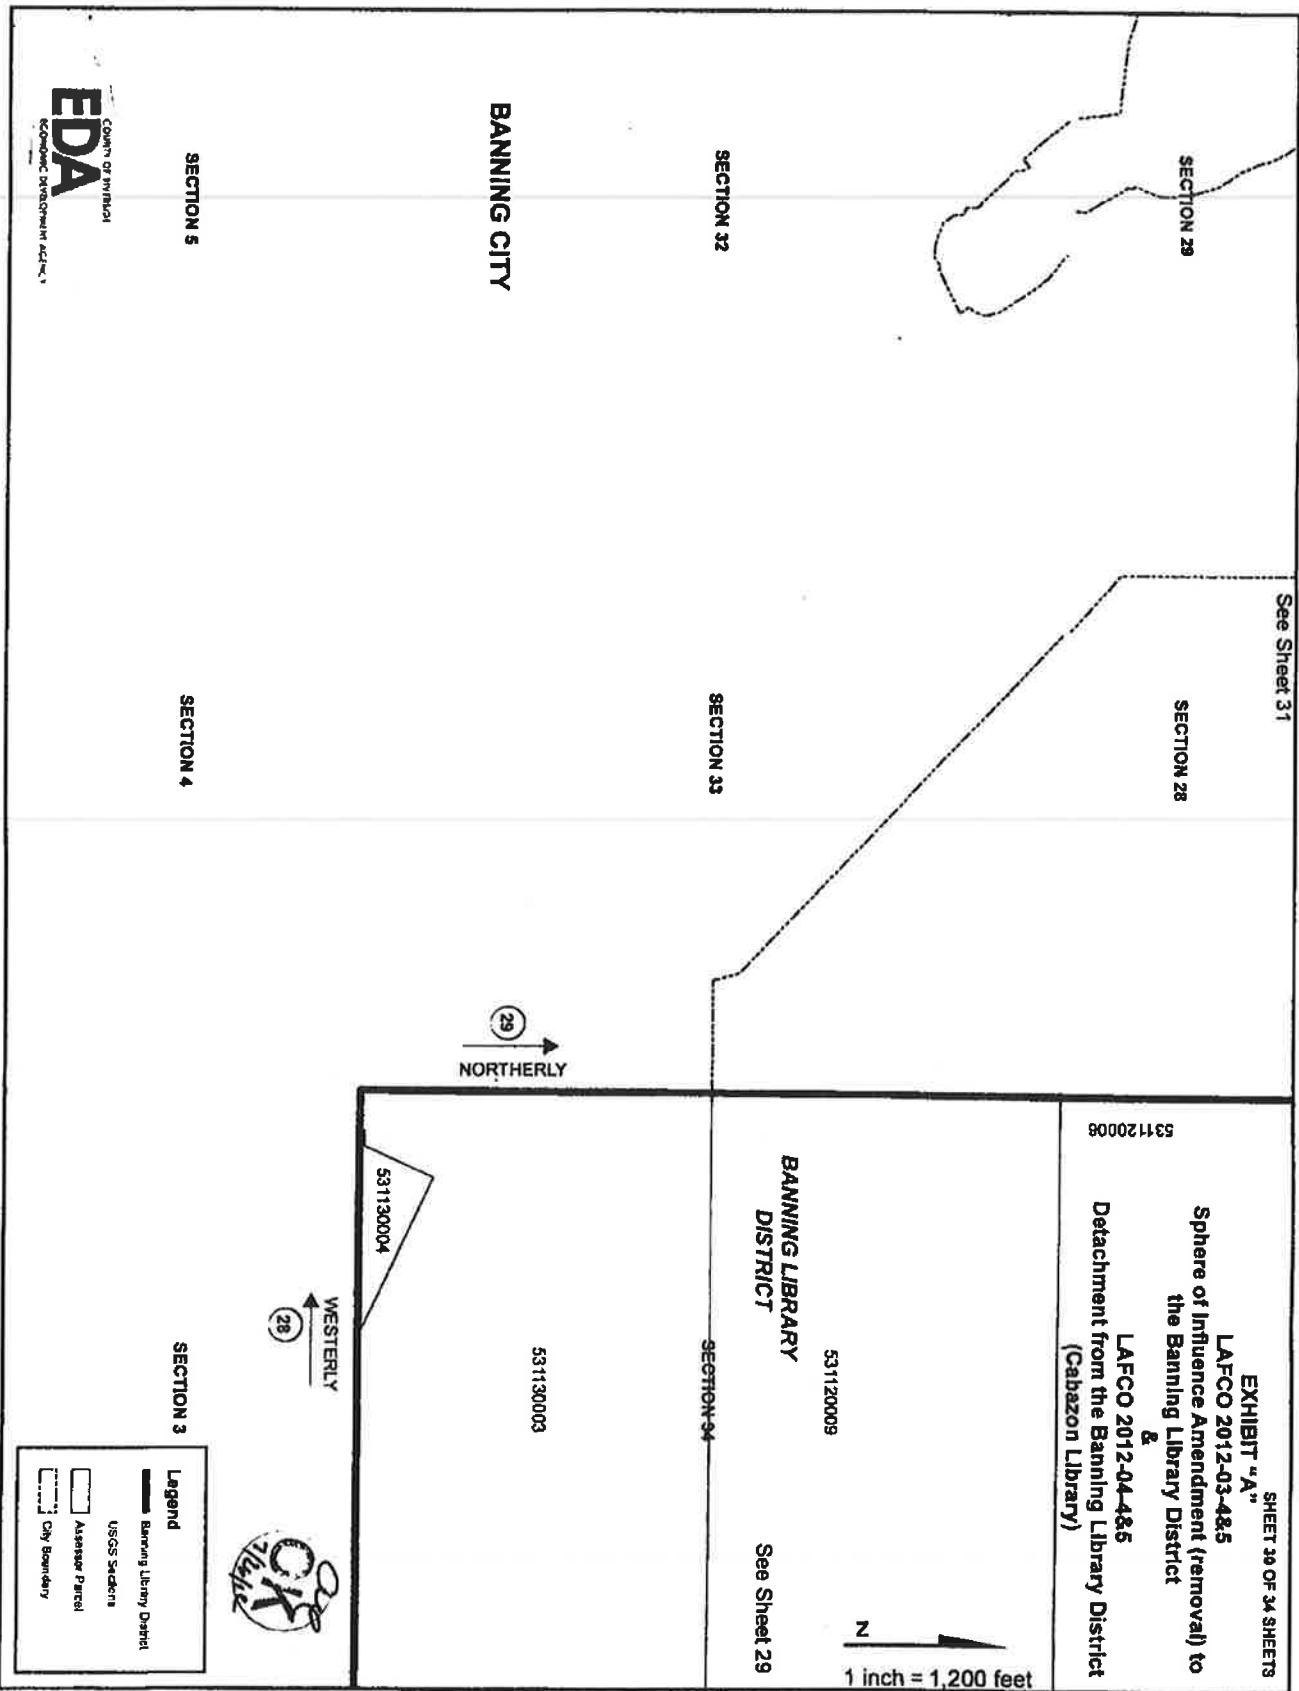 SHEET 30 OF 34 SHEETS
EXHIBIT "A"
LAFCO 2012-03-4&5
Sphere of Influence Amendment (removal) to
the Banning Library District
&
LAFCO 2012-04-4&5
Detachment from the Banning Library District
(Cabazon Library)
See Sheet 31
SECTION 29
SECTION 28
531120008
N
1 inch = 1,200 feet
SECTION 32
SECTION 33
BANNING LIBRARY
DISTRICT
531120009
SECTION 34
See Sheet 29
BANNING CITY
29
NORTHERLY
531130003
531130004
WESTERLY
28
SECTION 5
SECTION 4
SECTION 3
COUNTY OF RIVERSIDE
EDA
ECONOMIC DEVELOPMENT AGENCY
CK
Legend
Banning Library District
USGS Sections
Assessor Parcel
City Boundary